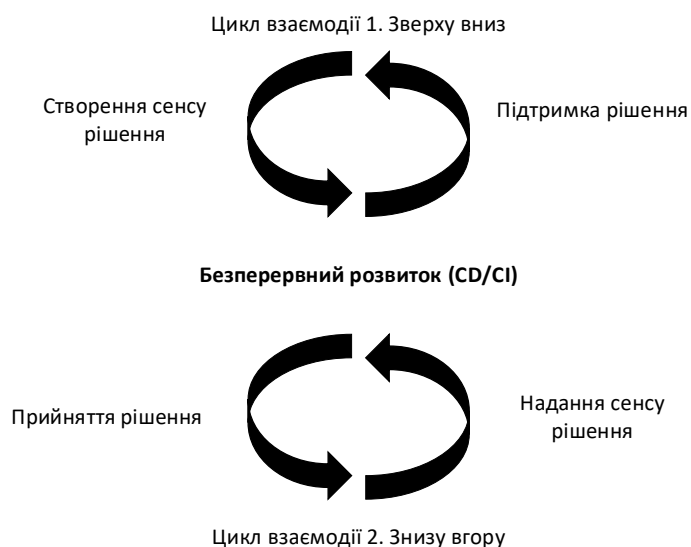 Цикл взаємодії 1. Зверху вниз
Створення сенсу
рішення
Підтримка рішення
Безперервний розвиток (CD/CI)
Прийняття рішення
Надання сенсу
рішення
Цикл взаємодії 2. Знизу вгору